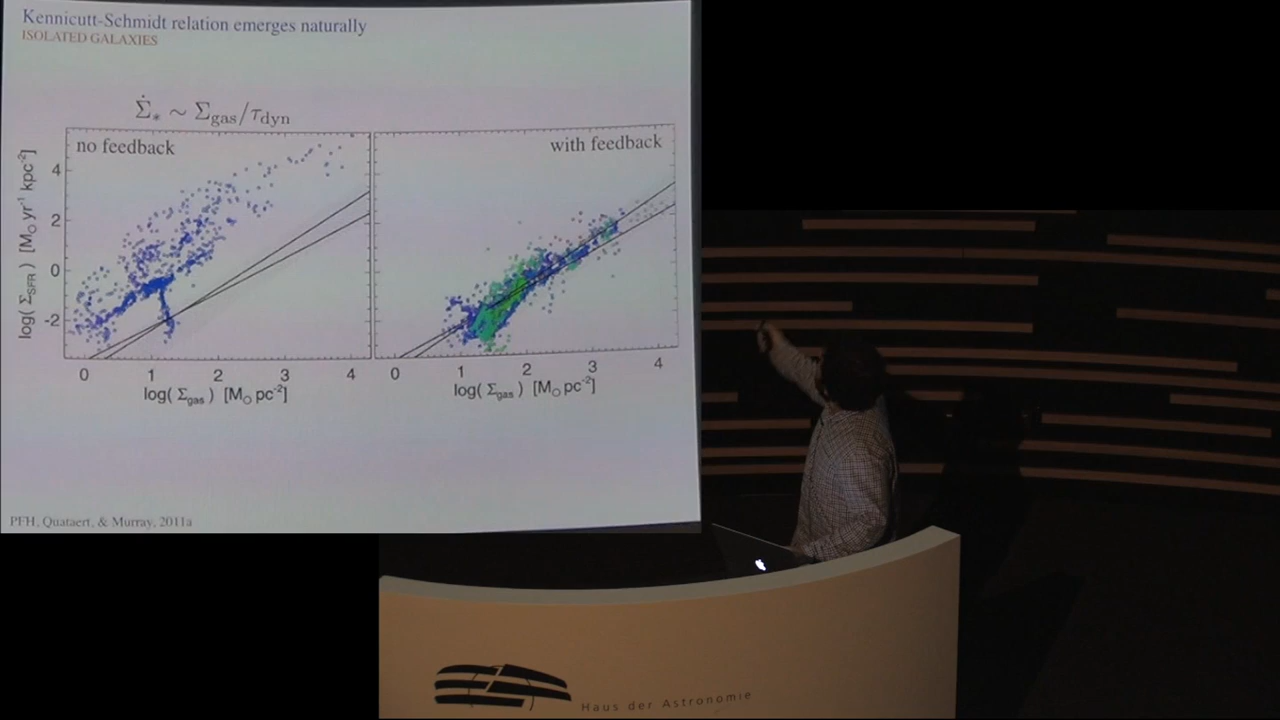 Kennicutt-Schmidt relation emerges naturally
ISOLATED GALAXIES
Σ̇* ~ Σgas/τdyn
no feedback
with feedback
log( ΣSFR ) [M⊙ yr⁻¹ kpc⁻²]
4
2
0
-2
0 1 2 3 4
0 1 2 3 4
log( Σgas ) [M⊙ pc⁻²]
log( Σgas ) [M⊙ pc⁻²]
PFH, Quataert, & Murray, 2011a
Haus der Astronomie